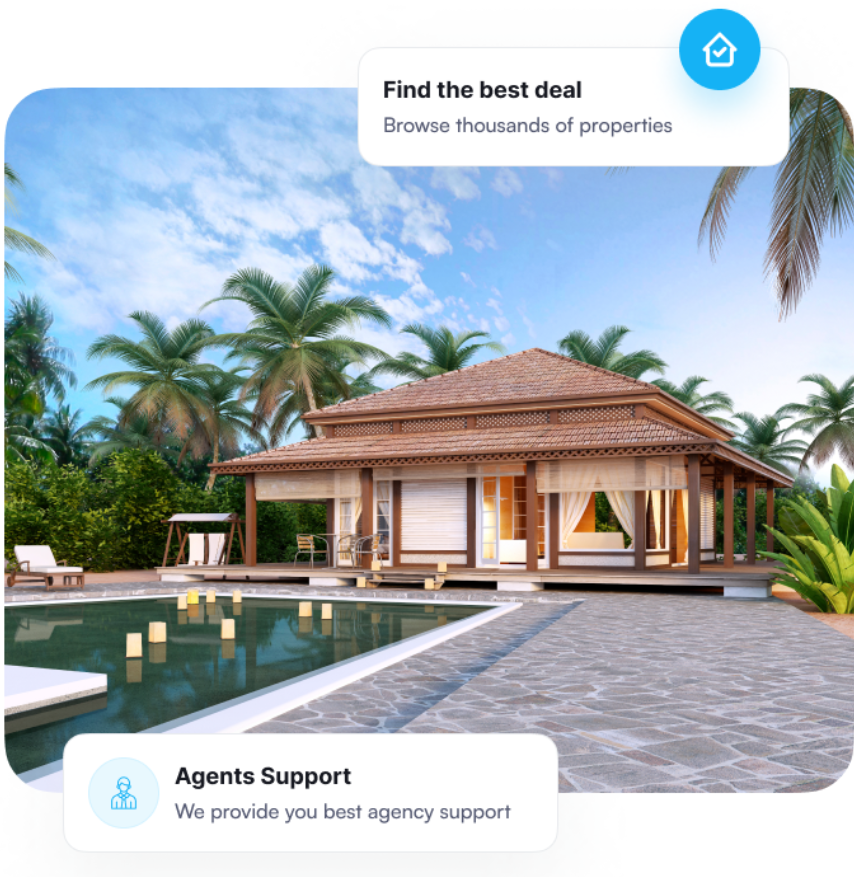 Find the best deal
Browse thousands of properties
Agents Support
We provide you best agency support